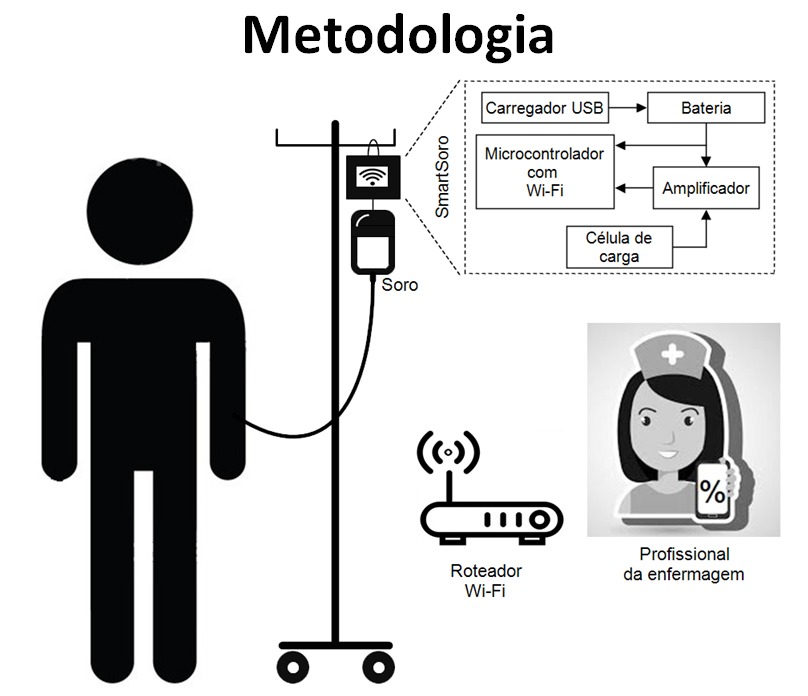 Metodologia
Carregador USB
Bateria
SmartSoro
Microcontrolador
com
Wi-Fi
Amplificador
Célula de
carga
Soro
%
Roteador
Wi-Fi
Profissional
da enfermagem